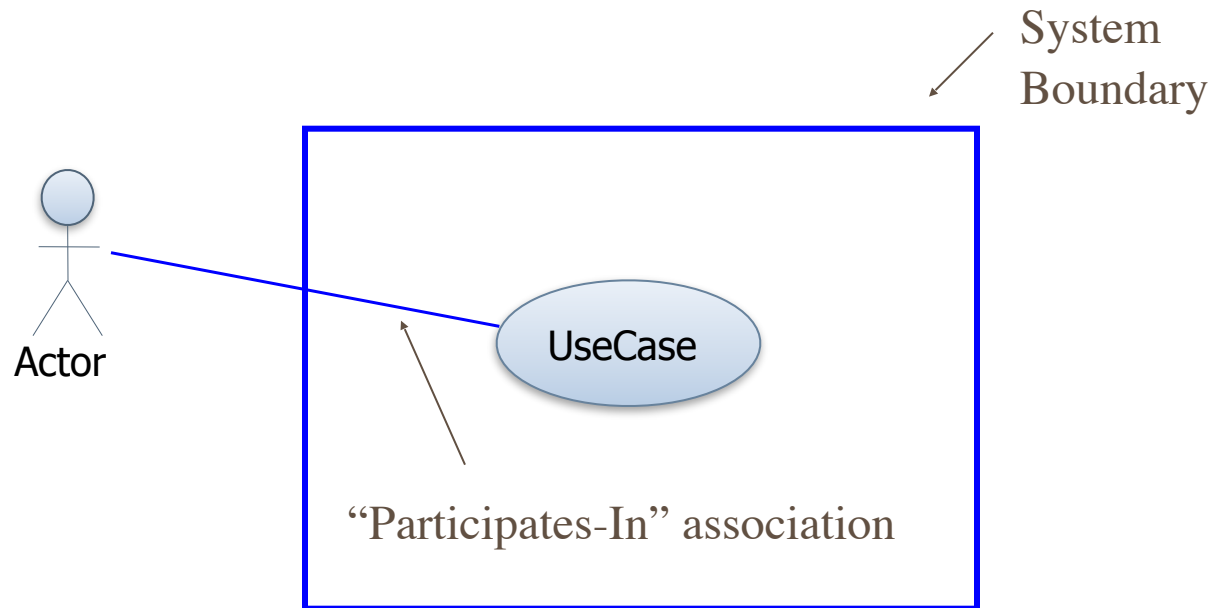 System
Boundary
Actor
UseCase
“Participates-In” association